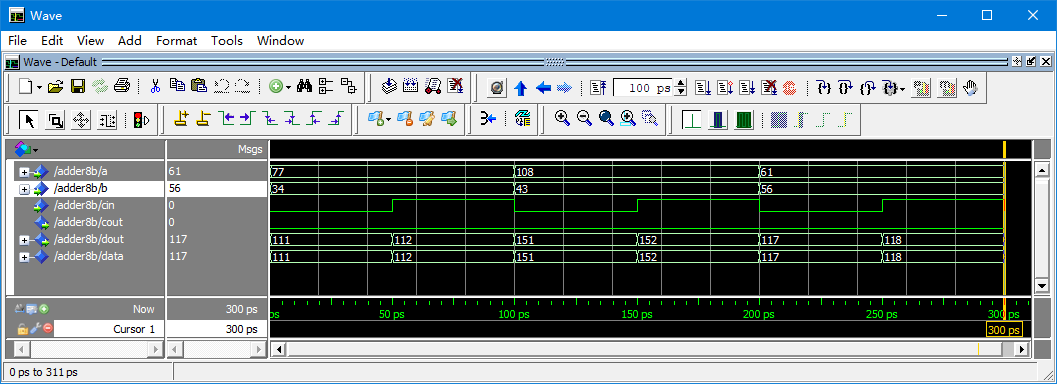 Wave
File Edit View Add Format Tools Window
Wave - Default
100 ps
Msgs
/adder8b/a 61 77 108 61
/adder8b/b 56 34 43 56
/adder8b/cin 0
/adder8b/cout 0
/adder8b/dout 117 111 112 151 152 117 118
/adder8b/data 117 111 112 151 152 117 118
Now 300 ps ps 50 ps 100 ps 150 ps 200 ps 250 ps 300 ps
Cursor 1 300 ps 300 ps
0 ps to 311 ps